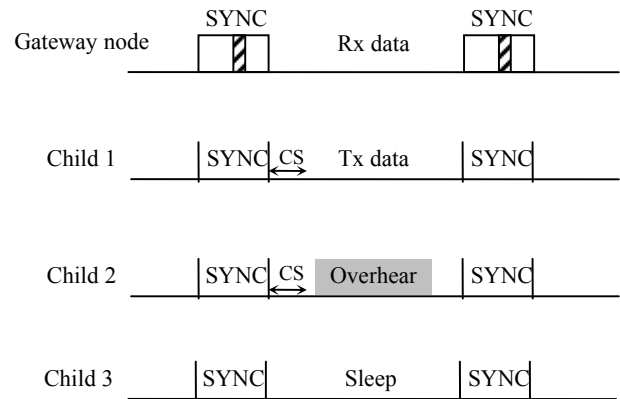 SYNC SYNC
Gateway node Rx data
Child 1 SYNC CS Tx data SYNC
Child 2 SYNC CS Overhear SYNC
Child 3 SYNC Sleep SYNC